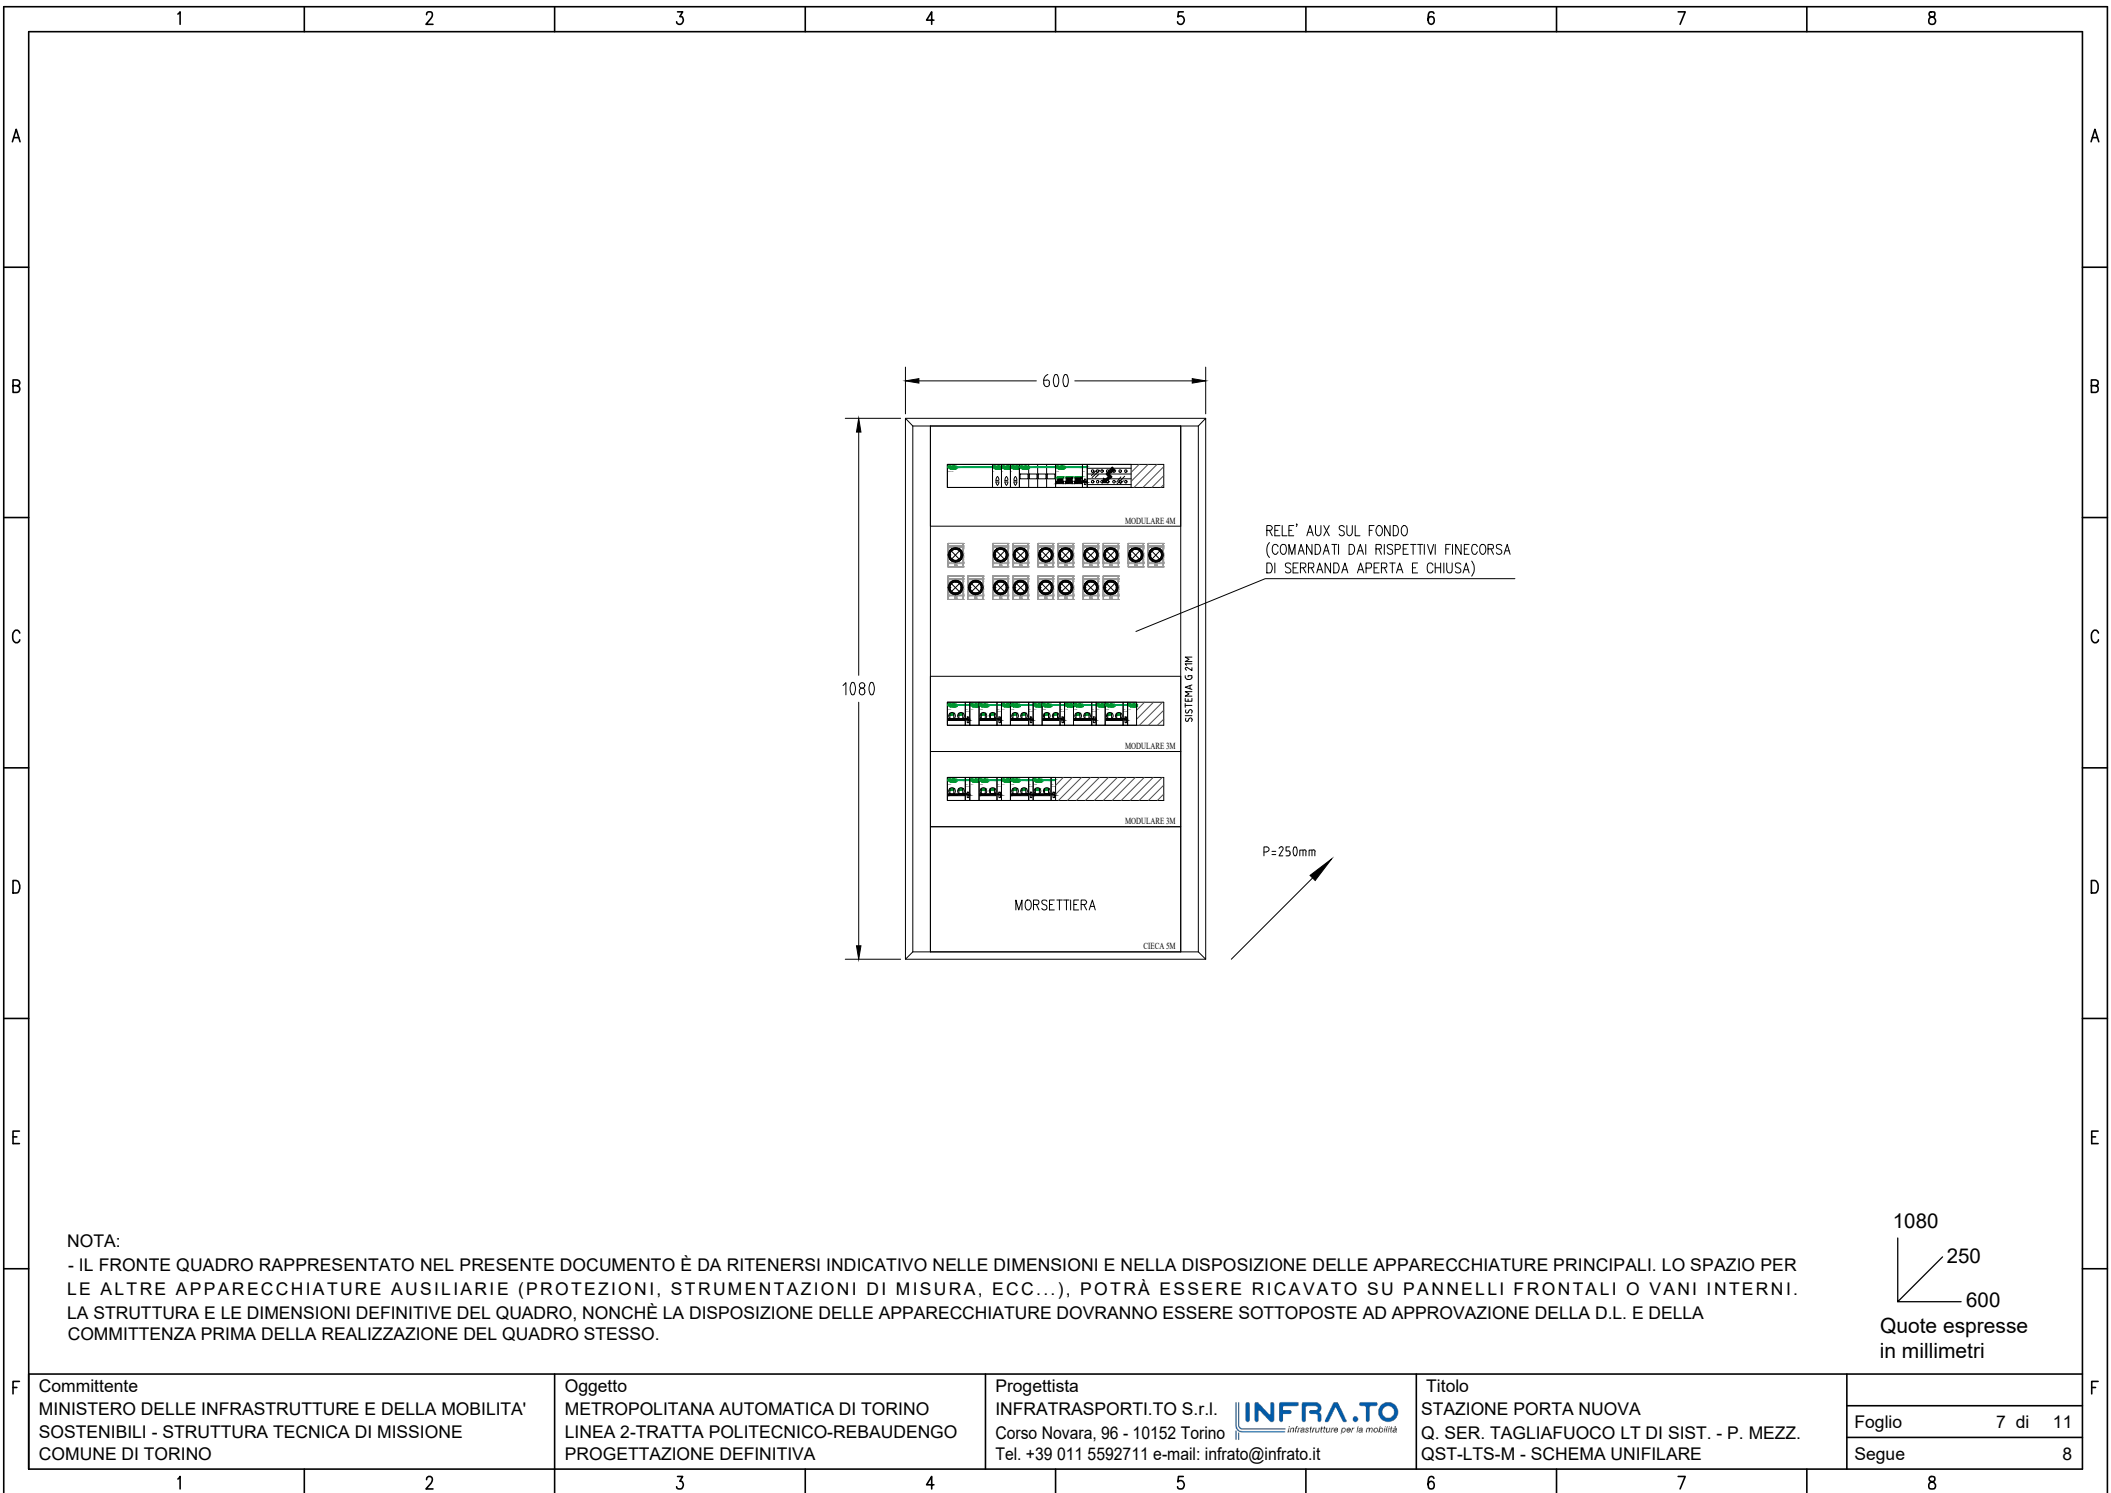 1 2 3 4 5 6 7 8
A A
B B
C C
D D
E E
F F
600
1080
MODULARE 4M
RELE' AUX SUL FONDO
(COMANDATI DAI RISPETTIVI FINECORSA
DI SERRANDA APERTA E CHIUSA)
SISTEMA G 21M
MODULARE 3M
MODULARE 3M
MORSETTIERA
CIECA 5M
P=250mm
NOTA:
- IL FRONTE QUADRO RAPPRESENTATO NEL PRESENTE DOCUMENTO È DA RITENERSI INDICATIVO NELLE DIMENSIONI E NELLA DISPOSIZIONE DELLE APPARECCHIATURE PRINCIPALI. LO SPAZIO PER
LE ALTRE APPARECCHIATURE AUSILIARIE (PROTEZIONI, STRUMENTAZIONI DI MISURA, ECC...), POTRÀ ESSERE RICAVATO SU PANNELLI FRONTALI O VANI INTERNI.
LA STRUTTURA E LE DIMENSIONI DEFINITIVE DEL QUADRO, NONCHÈ LA DISPOSIZIONE DELLE APPARECCHIATURE DOVRANNO ESSERE SOTTOPOSTE AD APPROVAZIONE DELLA D.L. E DELLA
COMMITTENZA PRIMA DELLA REALIZZAZIONE DEL QUADRO STESSO.
1080
250
600
Quote espresse
in millimetri
Committente
MINISTERO DELLE INFRASTRUTTURE E DELLA MOBILITA'
SOSTENIBILI - STRUTTURA TECNICA DI MISSIONE
COMUNE DI TORINO
Oggetto
METROPOLITANA AUTOMATICA DI TORINO
LINEA 2-TRATTA POLITECNICO-REBAUDENGO
PROGETTAZIONE DEFINITIVA
Progettista
INFRATRASPORTI.TO S.r.l.
Corso Novara, 96 - 10152 Torino
Tel. +39 011 5592711 e-mail: infrato@infrato.it
INFRA.TO
infrastrutture per la mobilità
Titolo
STAZIONE PORTA NUOVA
Q. SER. TAGLIAFUOCO LT DI SIST. - P. MEZZ.
QST-LTS-M - SCHEMA UNIFILARE
Foglio 7 di 11
Segue 8
1 2 3 4 5 6 7 8